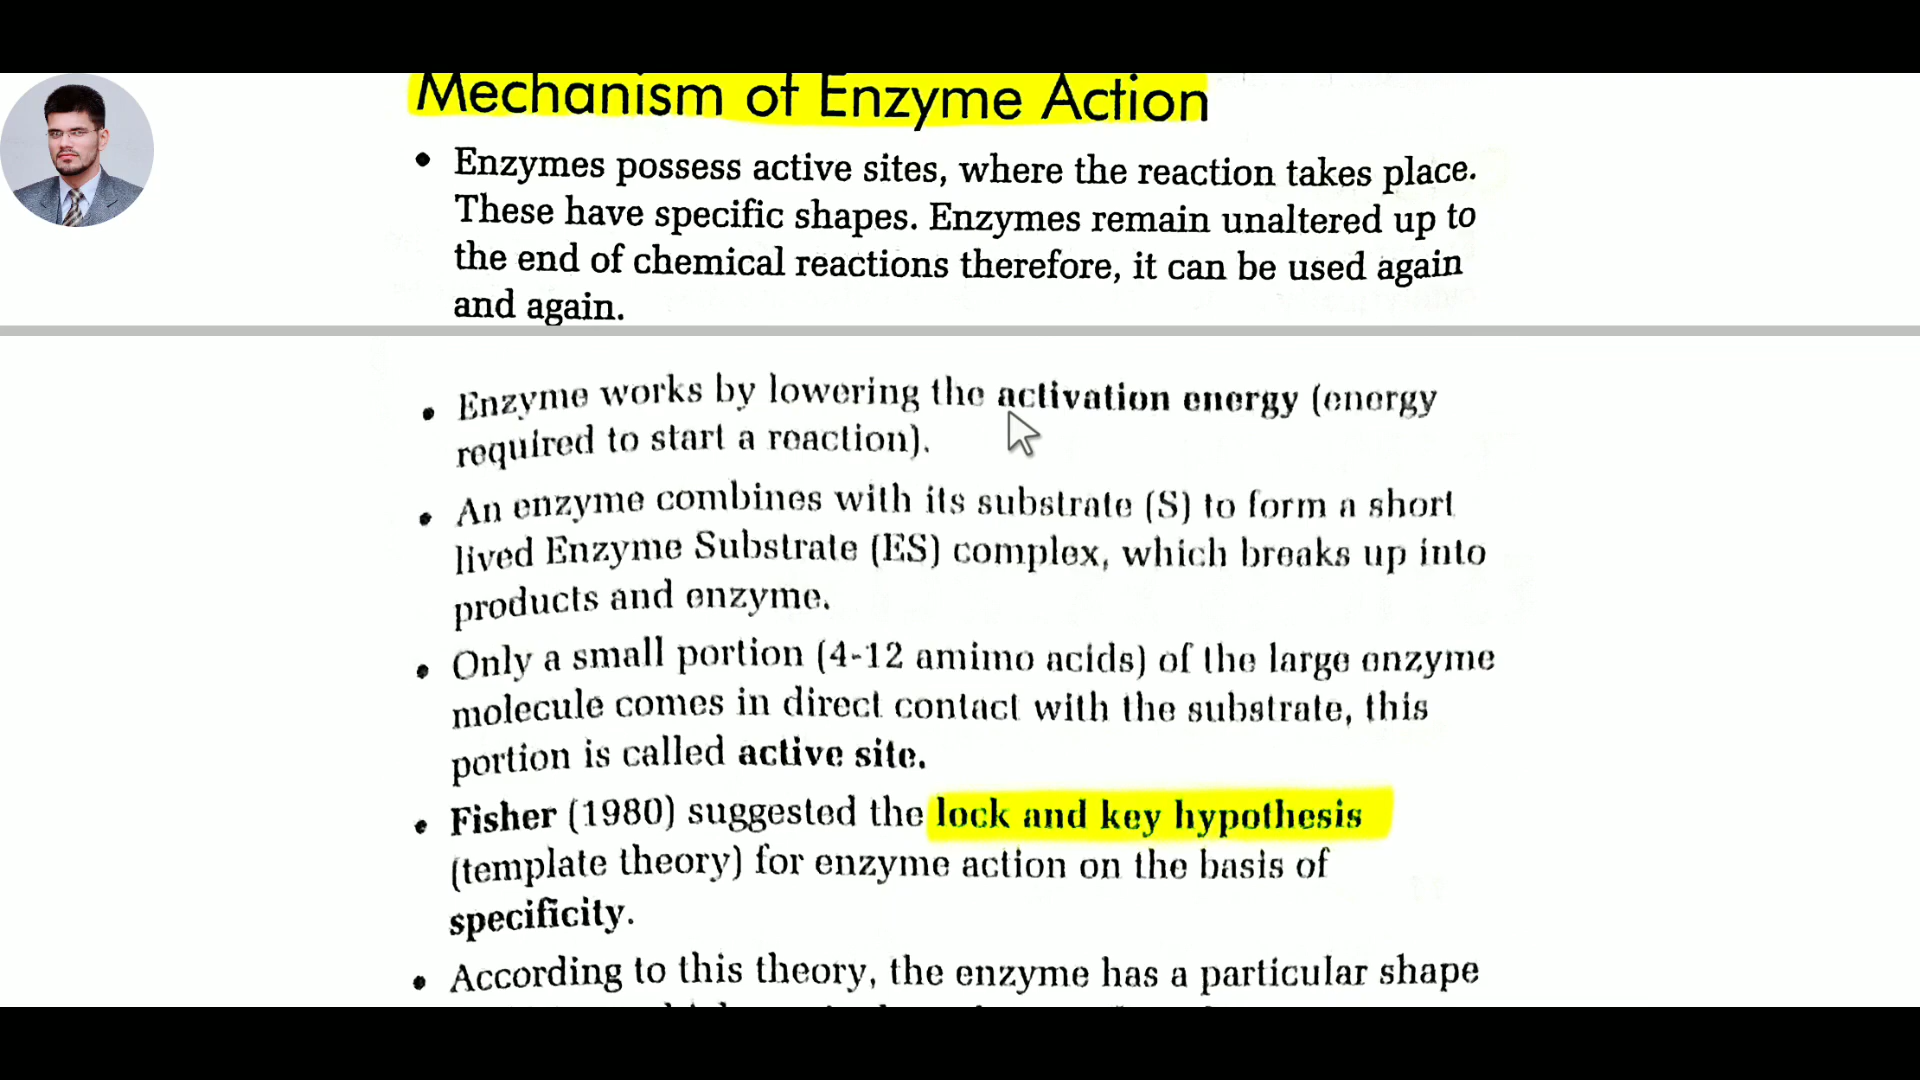 Mechanism of Enzyme Action
• Enzymes possess active sites, where the reaction takes place.
These have specific shapes. Enzymes remain unaltered up to
the end of chemical reactions therefore, it can be used again
and again.
• Enzyme works by lowering the activation energy (energy
required to start a reaction).
• An enzyme combines with its substrate (S) to form a short
lived Enzyme Substrate (ES) complex, which breaks up into
products and enzyme.
• Only a small portion (4-12 amimo acids) of the large enzyme
molecule comes in direct contact with the substrate, this
portion is called active site.
• Fisher (1980) suggested the lock and key hypothesis
(template theory) for enzyme action on the basis of
specificity.
• According to this theory, the enzyme has a particular shape